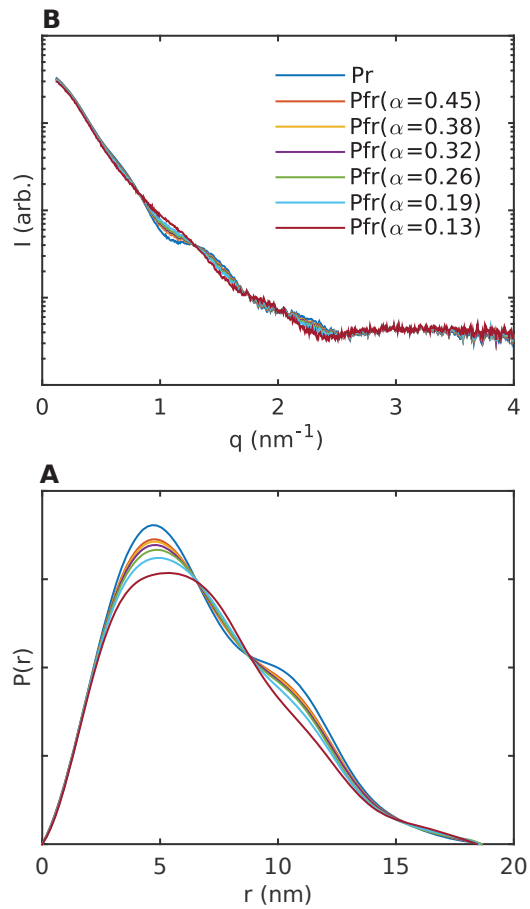 B
Pr
Pfr(α=0.45)
Pfr(α=0.38)
Pfr(α=0.32)
Pfr(α=0.26)
Pfr(α=0.19)
Pfr(α=0.13)
I (arb.)
0 1 2 3 4
q (nm⁻¹)
A
P(r)
0 5 10 15 20
r (nm)